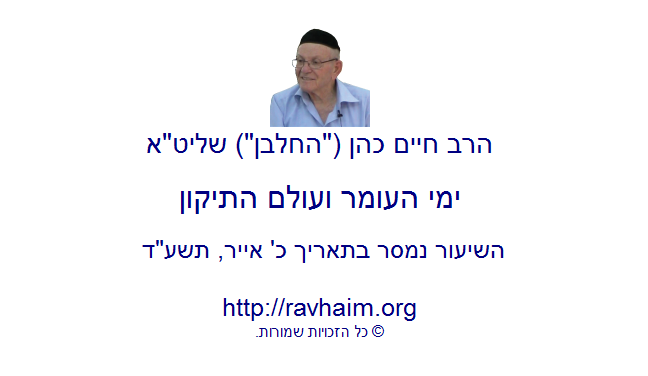 הרב חיים כהן ("החלבן") שליט"א
ימי העומר ועולם התיקון
השיעור נמסר בתאריך כ' אייר, תשע"ד
http://ravhaim.org
© כל הזכויות שמורות.